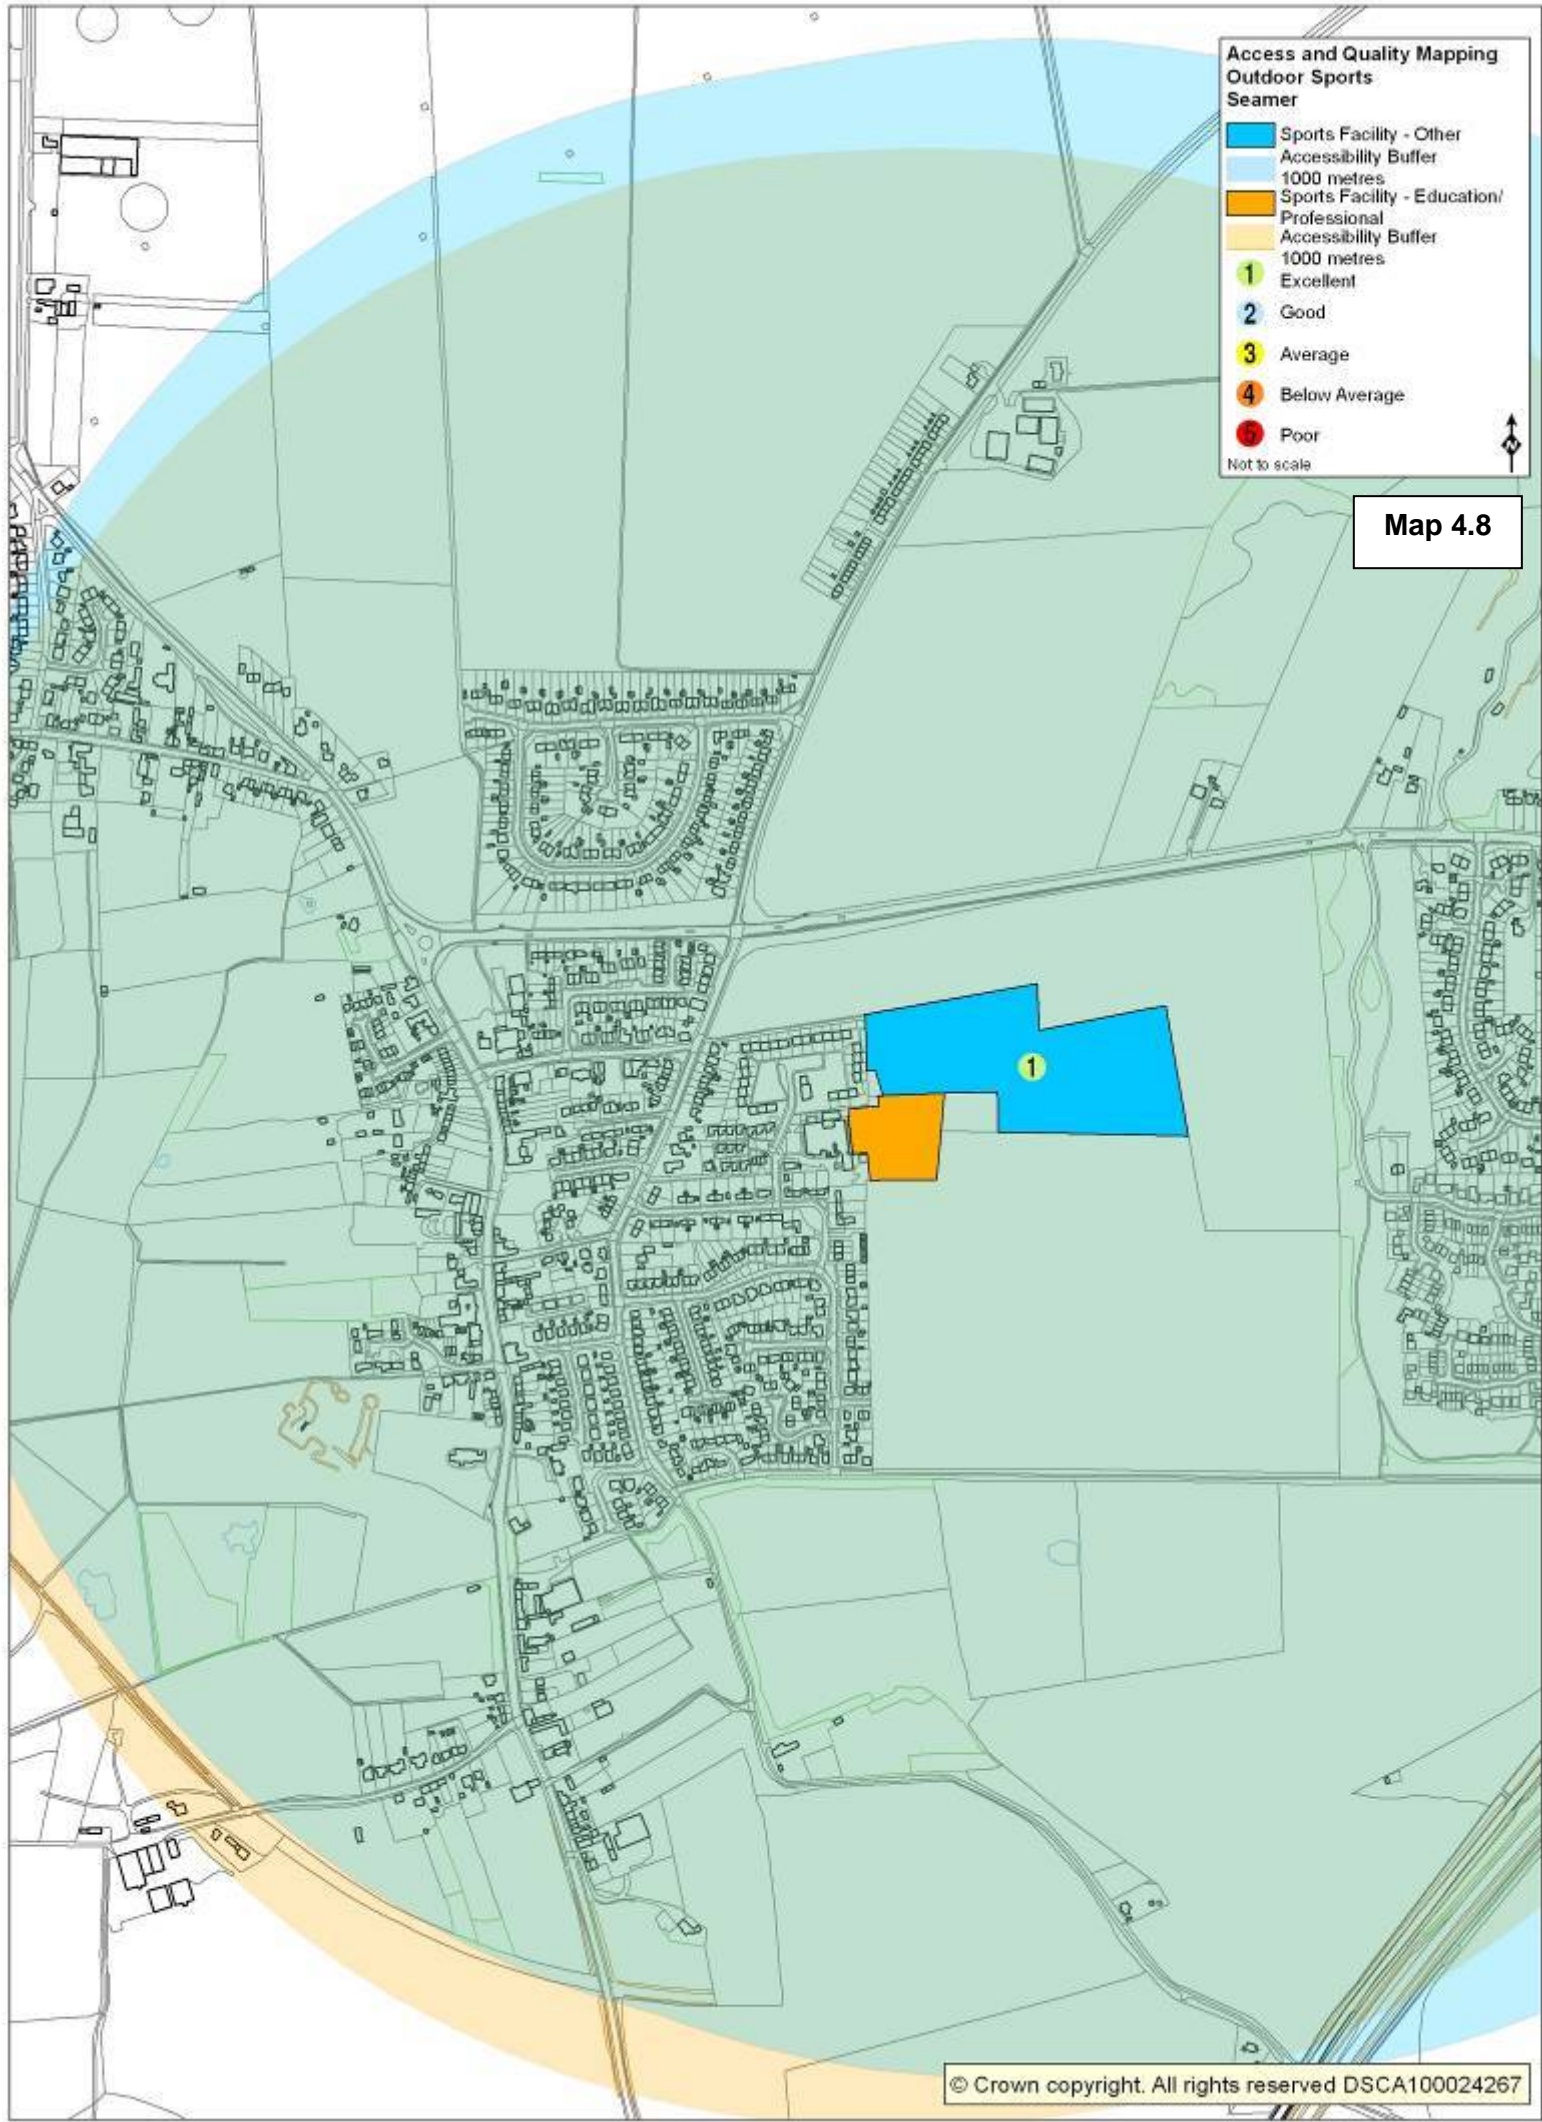 Access and Quality Mapping
Outdoor Sports
Seamer
Sports Facility - Other
Accessibility Buffer
1000 metres
Sports Facility - Education/
Professional
Accessibility Buffer
1000 metres
1 Excellent
2 Good
3 Average
4 Below Average
5 Poor
Not to scale
N
Map 4.8
1
© Crown copyright. All rights reserved DSCA100024267